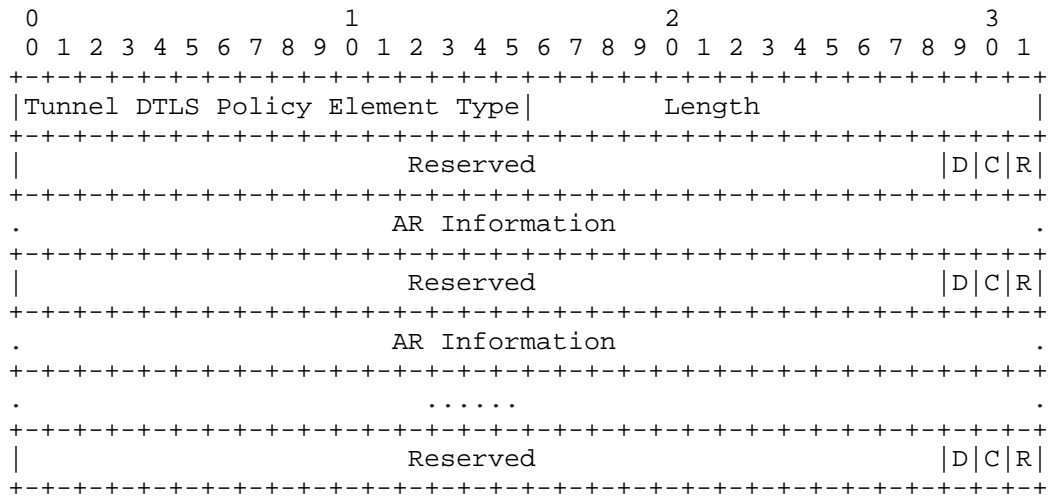 0                   1                   2                   3
 0 1 2 3 4 5 6 7 8 9 0 1 2 3 4 5 6 7 8 9 0 1 2 3 4 5 6 7 8 9 0 1
+-+-+-+-+-+-+-+-+-+-+-+-+-+-+-+-+-+-+-+-+-+-+-+-+-+-+-+-+-+-+-+-+
|Tunnel DTLS Policy Element Type|        Length                 |
+-+-+-+-+-+-+-+-+-+-+-+-+-+-+-+-+-+-+-+-+-+-+-+-+-+-+-+-+-+-+-+-+
|                        Reserved                         |D|C|R|
+-+-+-+-+-+-+-+-+-+-+-+-+-+-+-+-+-+-+-+-+-+-+-+-+-+-+-+-+-+-+-+-+
.                       AR Information                          .
+-+-+-+-+-+-+-+-+-+-+-+-+-+-+-+-+-+-+-+-+-+-+-+-+-+-+-+-+-+-+-+-+
|                        Reserved                         |D|C|R|
+-+-+-+-+-+-+-+-+-+-+-+-+-+-+-+-+-+-+-+-+-+-+-+-+-+-+-+-+-+-+-+-+
.                       AR Information                          .
+-+-+-+-+-+-+-+-+-+-+-+-+-+-+-+-+-+-+-+-+-+-+-+-+-+-+-+-+-+-+-+-+
.                         ......                                .
+-+-+-+-+-+-+-+-+-+-+-+-+-+-+-+-+-+-+-+-+-+-+-+-+-+-+-+-+-+-+-+-+
|                        Reserved                         |D|C|R|
+-+-+-+-+-+-+-+-+-+-+-+-+-+-+-+-+-+-+-+-+-+-+-+-+-+-+-+-+-+-+-+-+